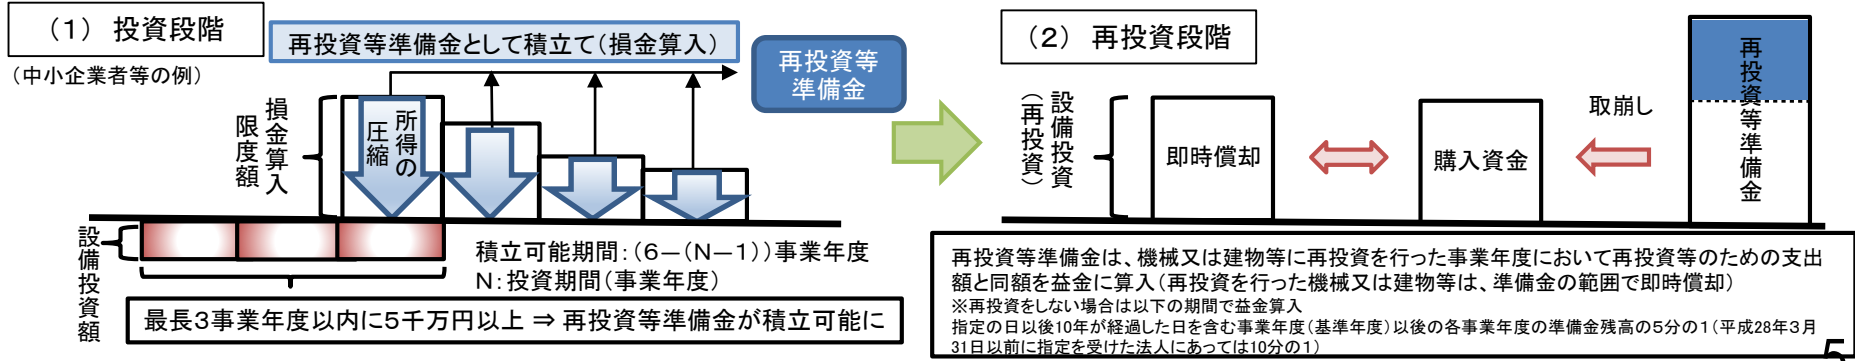 （１） 投資段階
（中小企業者等の例）
再投資等準備金として積立て（損金算入）
再投資等
準備金
損金算入
限度額
所得の
圧縮
設備投資額
積立可能期間：（６－（Ｎ－１））事業年度
Ｎ：投資期間（事業年度）
最長３事業年度以内に５千万円以上 ⇒ 再投資等準備金が積立可能に
（２） 再投資段階
設備投資
（再投資）
即時償却
購入資金
取崩し
再投資等準備金
再投資等準備金は、機械又は建物等に再投資を行った事業年度において再投資等のための支出
額と同額を益金に算入（再投資を行った機械又は建物等は、準備金の範囲で即時償却）
※再投資をしない場合は以下の期間で益金算入
指定の日以後10年が経過した日を含む事業年度（基準年度）以後の各事業年度の準備金残高の５分の１（平成28年３月
31日以前に指定を受けた法人にあっては10分の１）
5